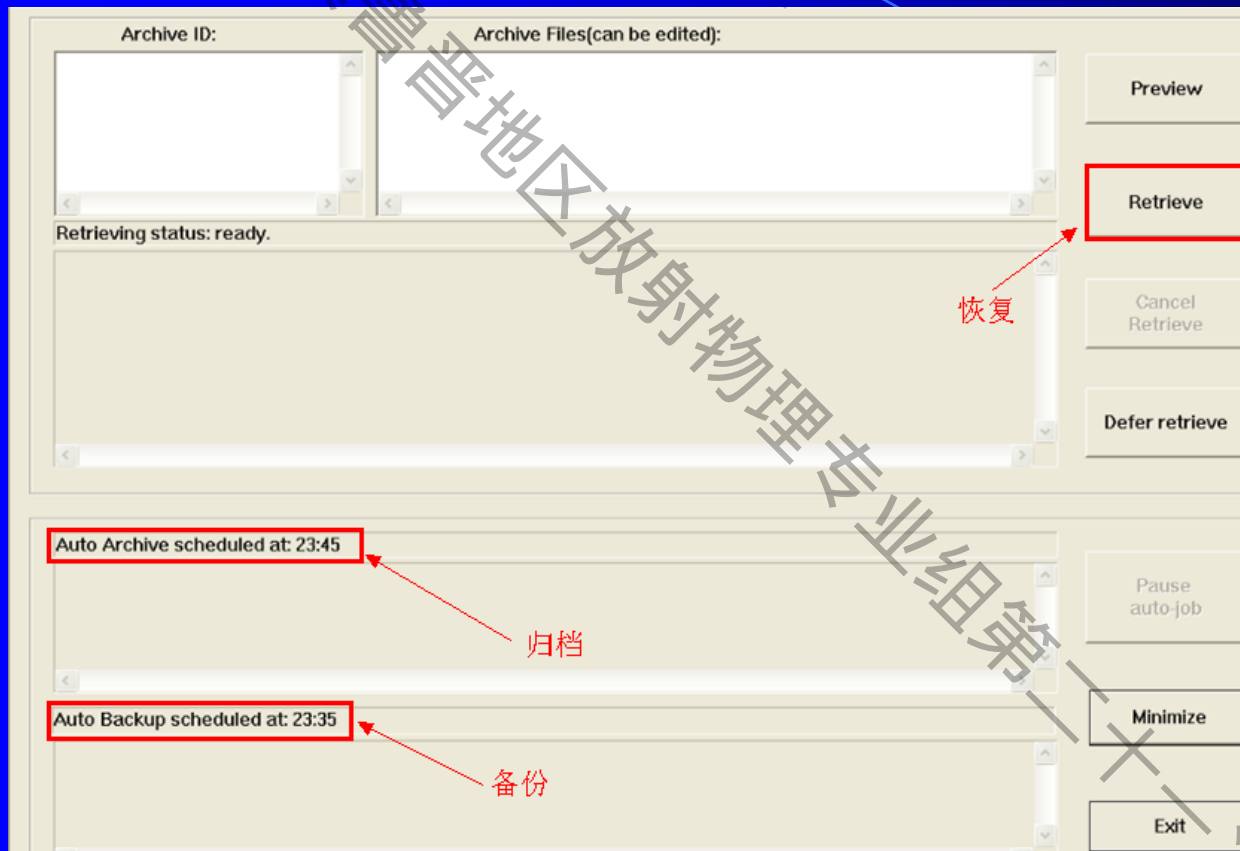 Archive ID:
Archive Files(can be edited):
Preview
Retrieve
Retrieving status: ready.
恢复
Cancel
Retrieve
Defer retrieve
Auto Archive scheduled at: 23:45
Pause
auto-job
归档
Auto Backup scheduled at: 23:35
Minimize
备份
Exit
鲁晋地区放射物理专业组第二十一